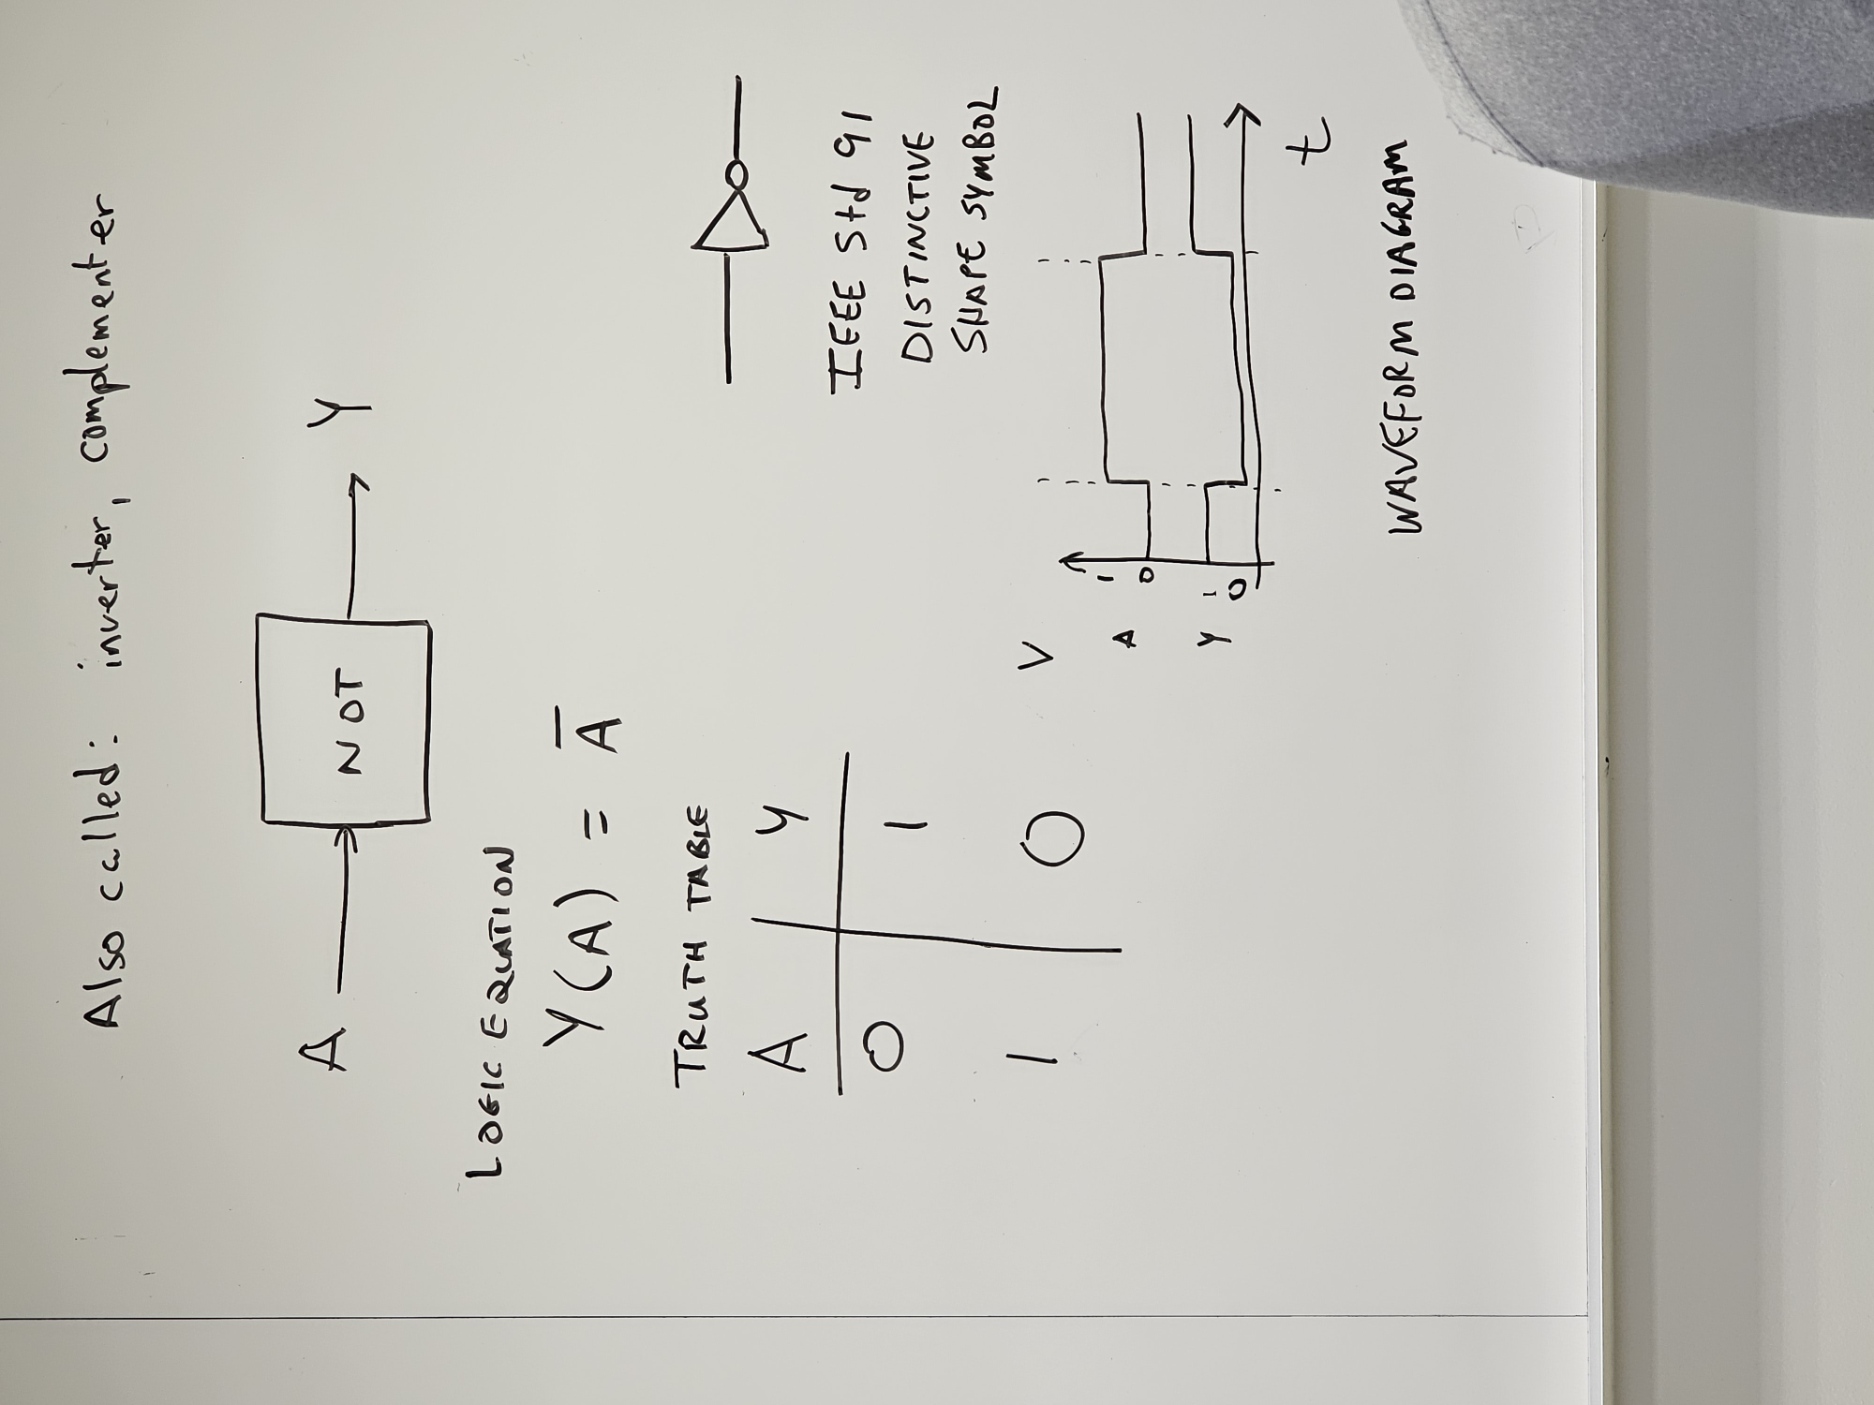 Also called: inverter, complementer
A NOT Y
LOGIC EQUATION
Y(A) = A̅
TRUTH TABLE
A Y
0 1
1 0
IEEE Std 91
DISTINCTIVE
SHAPE SYMBOL
V
1
A 0
Y 1
0
t
WAVEFORM DIAGRAM